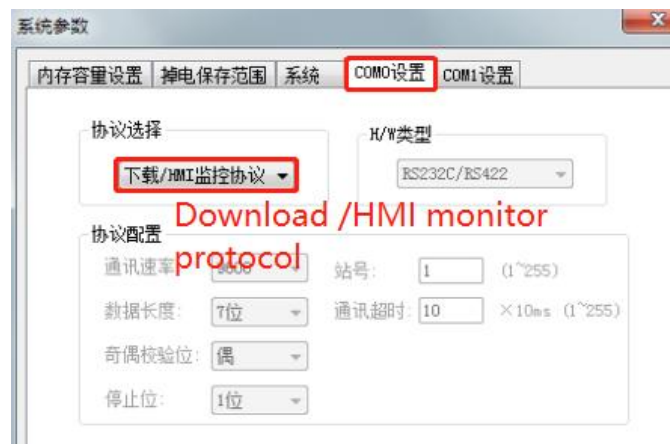 系统参数
内存容量设置 掉电保存范围 系统 COM0设置 COM1设置
协议选择
H/W类型
下载/HMI监控协议
RS232C/RS422
Download /HMI monitor
protocol
协议配置
通讯速率
9600
站号: 1 (1~255)
数据长度: 7位
通讯超时: 10 ×10ms (1~255)
奇偶校验位: 偶
停止位: 1位